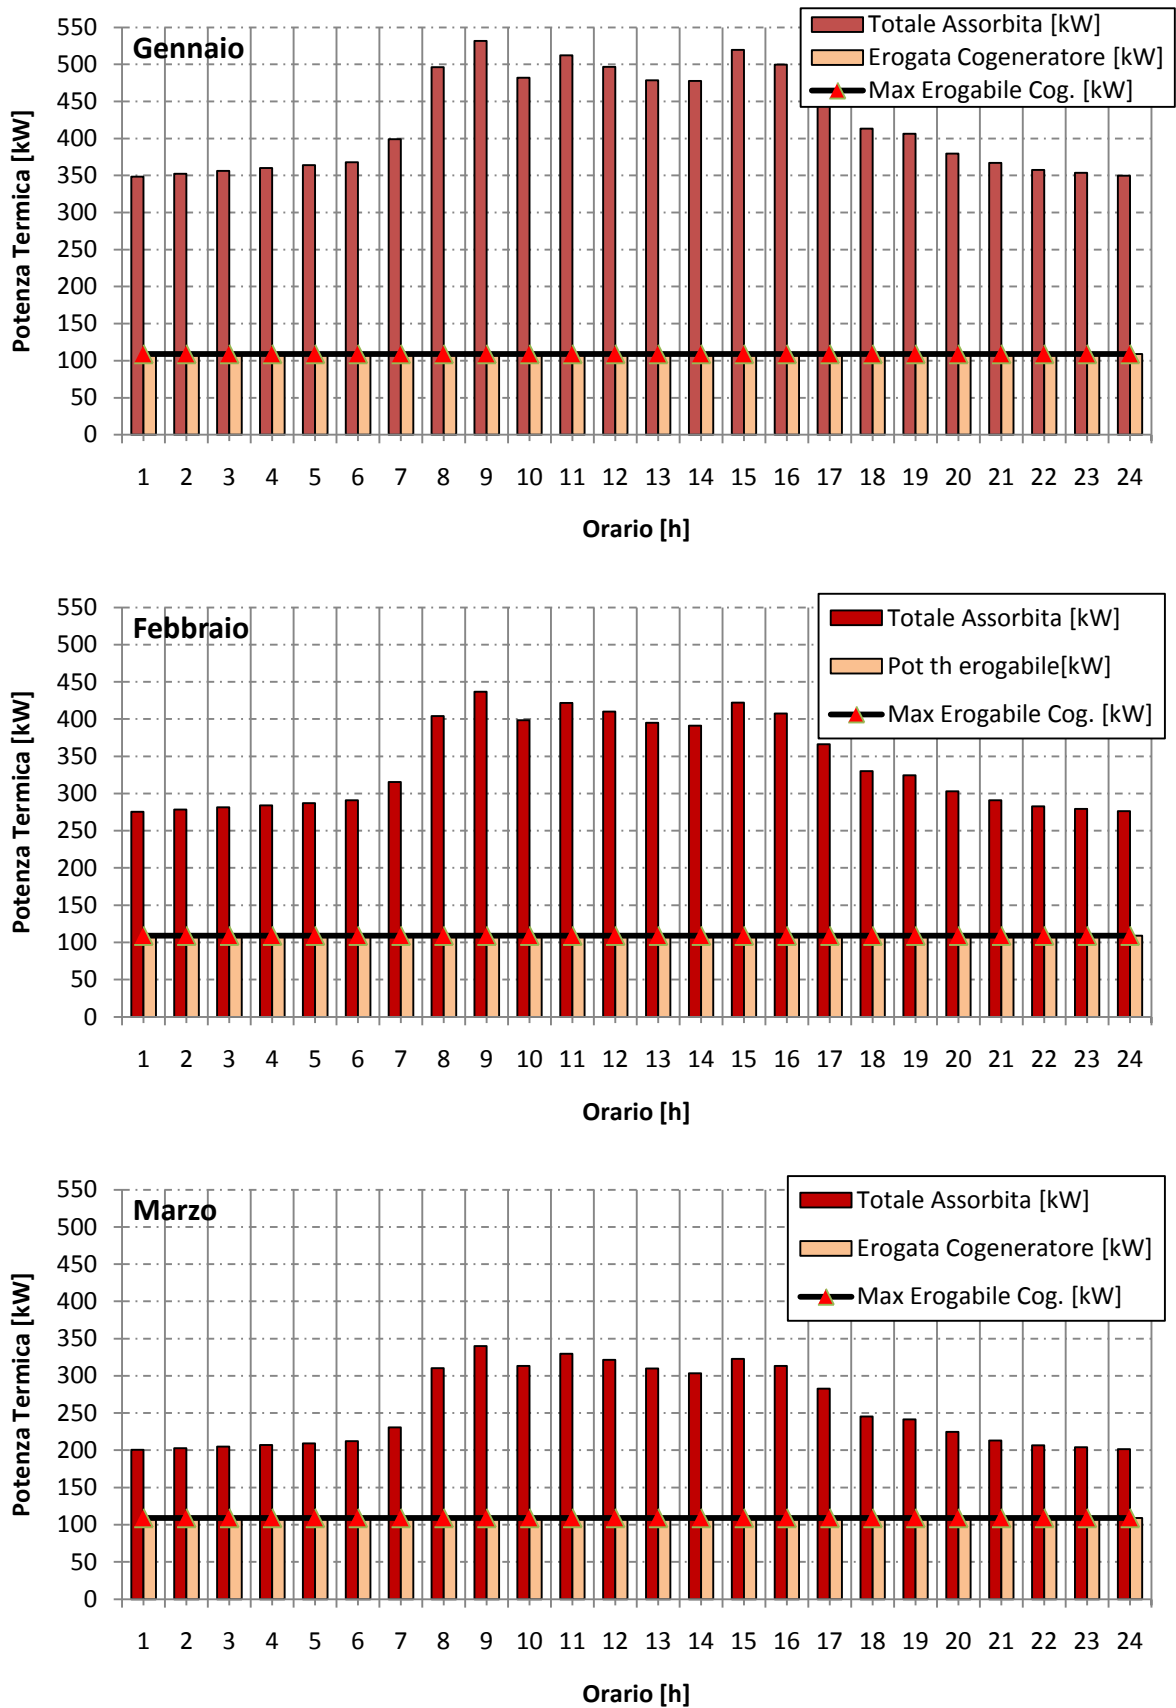 Gennaio
Totale Assorbita [kW]
Erogata Cogeneratore [kW]
Max Erogabile Cog. [kW]
Potenza Termica [kW]
550
500
450
400
350
300
250
200
150
100
50
0
1 2 3 4 5 6 7 8 9 10 11 12 13 14 15 16 17 18 19 20 21 22 23 24
Orario [h]
Febbraio
Totale Assorbita [kW]
Pot th erogabile[kW]
Max Erogabile Cog. [kW]
Potenza Termica [kW]
550
500
450
400
350
300
250
200
150
100
50
0
1 2 3 4 5 6 7 8 9 10 11 12 13 14 15 16 17 18 19 20 21 22 23 24
Orario [h]
Marzo
Totale Assorbita [kW]
Erogata Cogeneratore [kW]
Max Erogabile Cog. [kW]
Potenza Termica [kW]
550
500
450
400
350
300
250
200
150
100
50
0
1 2 3 4 5 6 7 8 9 10 11 12 13 14 15 16 17 18 19 20 21 22 23 24
Orario [h]